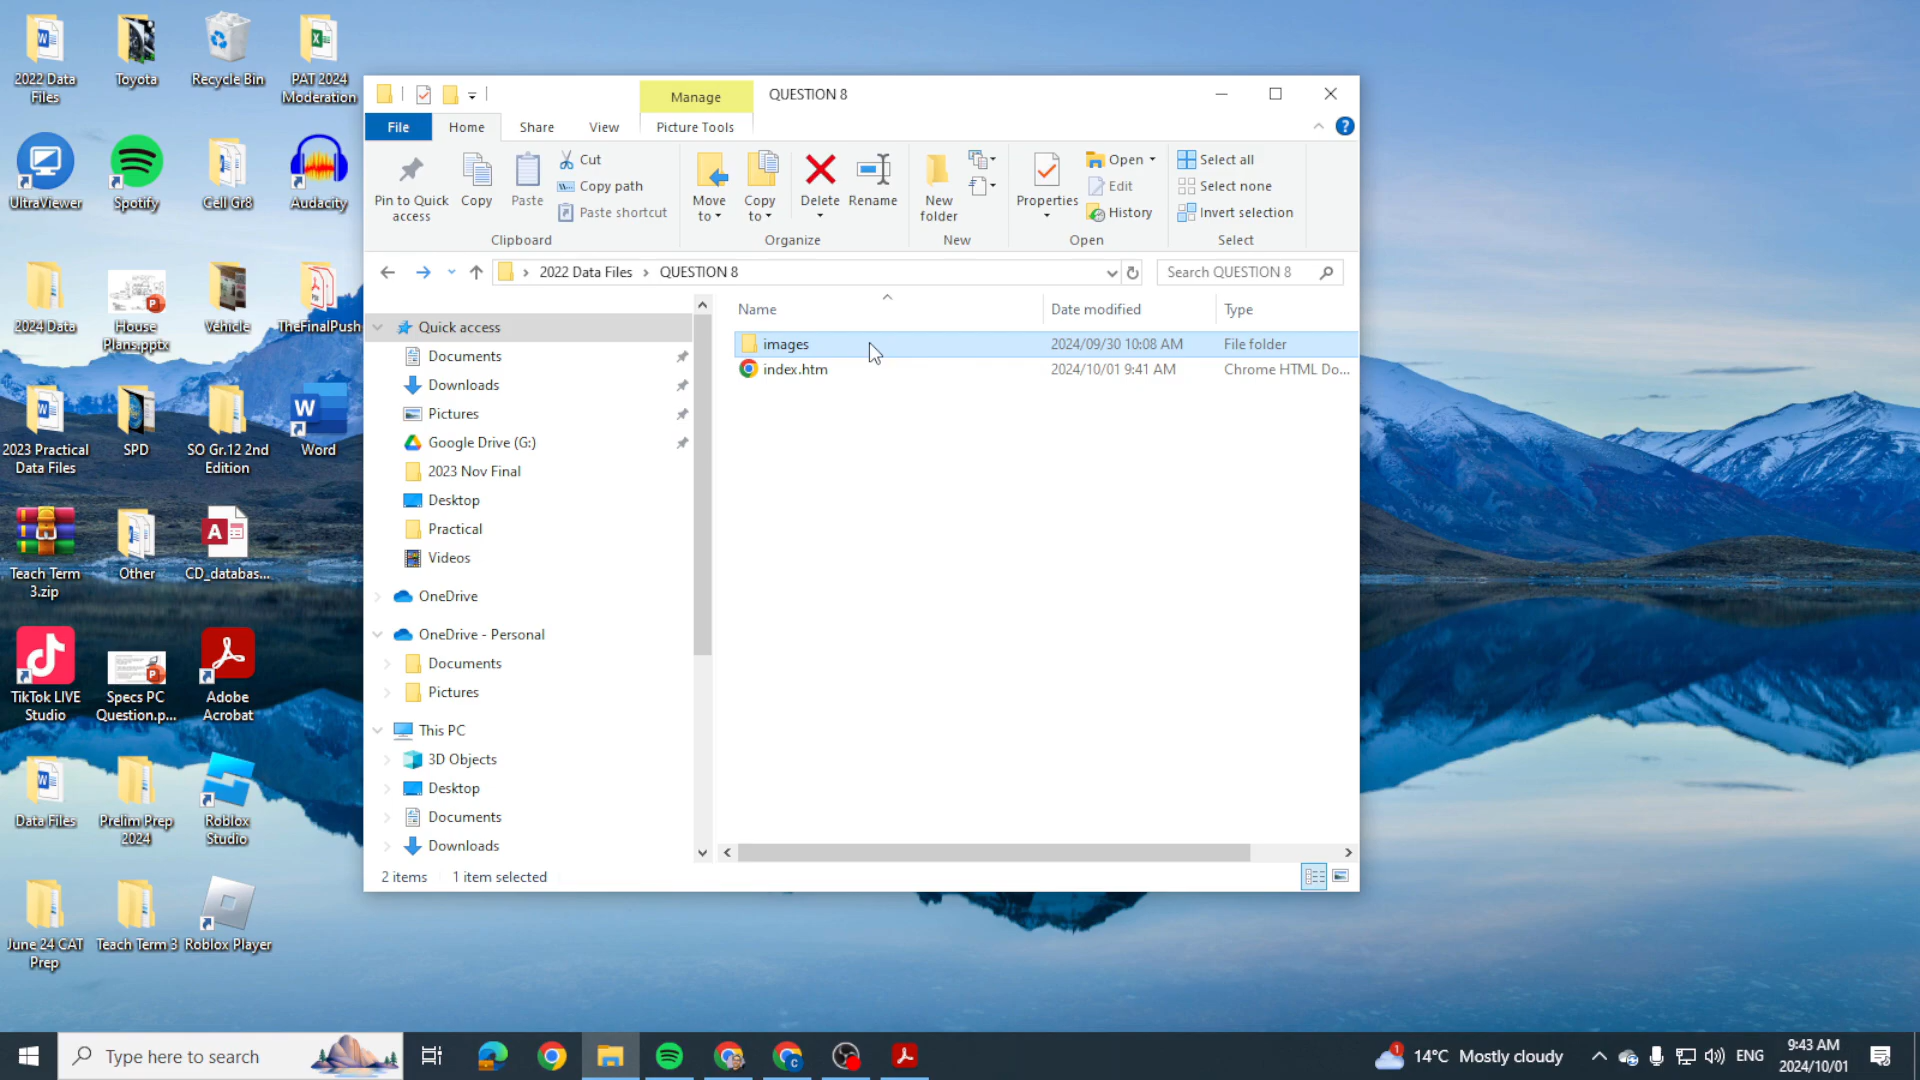 2022 Data
Files
Toyota
Recycle Bin
PAT 2024
Moderation
UltraViewer
Spotify
Cell Gr8
Audacity
2024 Data
House
Plans.pptx
Vehicle
TheFinalPush
2023 Practical
Data Files
SPD
SO Gr.12 2nd
Edition
Word
Teach Term
3.zip
Other
CD_databas...
TikTok LIVE
Studio
Specs PC
Question.p...
Adobe
Acrobat
Data Files
Prelim Prep
2024
Roblox
Studio
June 24 CAT
Prep
Teach Term 3
Roblox Player
Manage
QUESTION 8
File
Home
Share
View
Picture Tools
Pin to Quick
access
Copy
Paste
Cut
Copy path
Paste shortcut
Clipboard
Move
to
Copy
to
Delete
Rename
Organize
New
folder
New
Properties
Open
Edit
History
Open
Select all
Select none
Invert selection
Select
2022 Data Files › QUESTION 8
Search QUESTION 8
Quick access
Documents
Downloads
Pictures
Google Drive (G:)
2023 Nov Final
Desktop
Practical
Videos
OneDrive
OneDrive - Personal
Documents
Pictures
This PC
3D Objects
Desktop
Documents
Downloads
Name Date modified Type
images 2024/09/30 10:08 AM File folder
index.htm 2024/10/01 9:41 AM Chrome HTML Do...
2 items 1 item selected
Type here to search
1
14°C Mostly cloudy
ENG
9:43 AM
2024/10/01